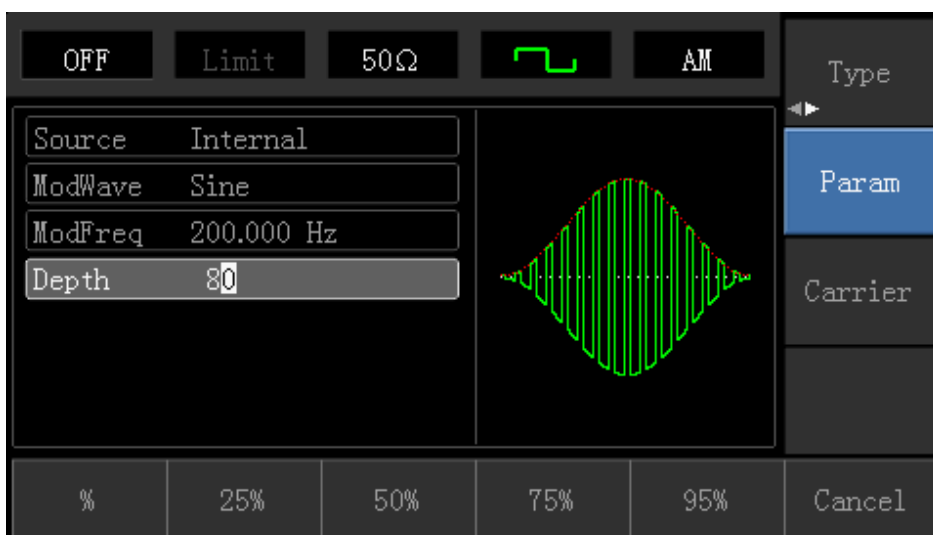 OFF Limit 50Ω AM Type
Source Internal
ModWave Sine
ModFreq 200.000 Hz
Depth 80
Param
Carrier
% 25% 50% 75% 95% Cancel